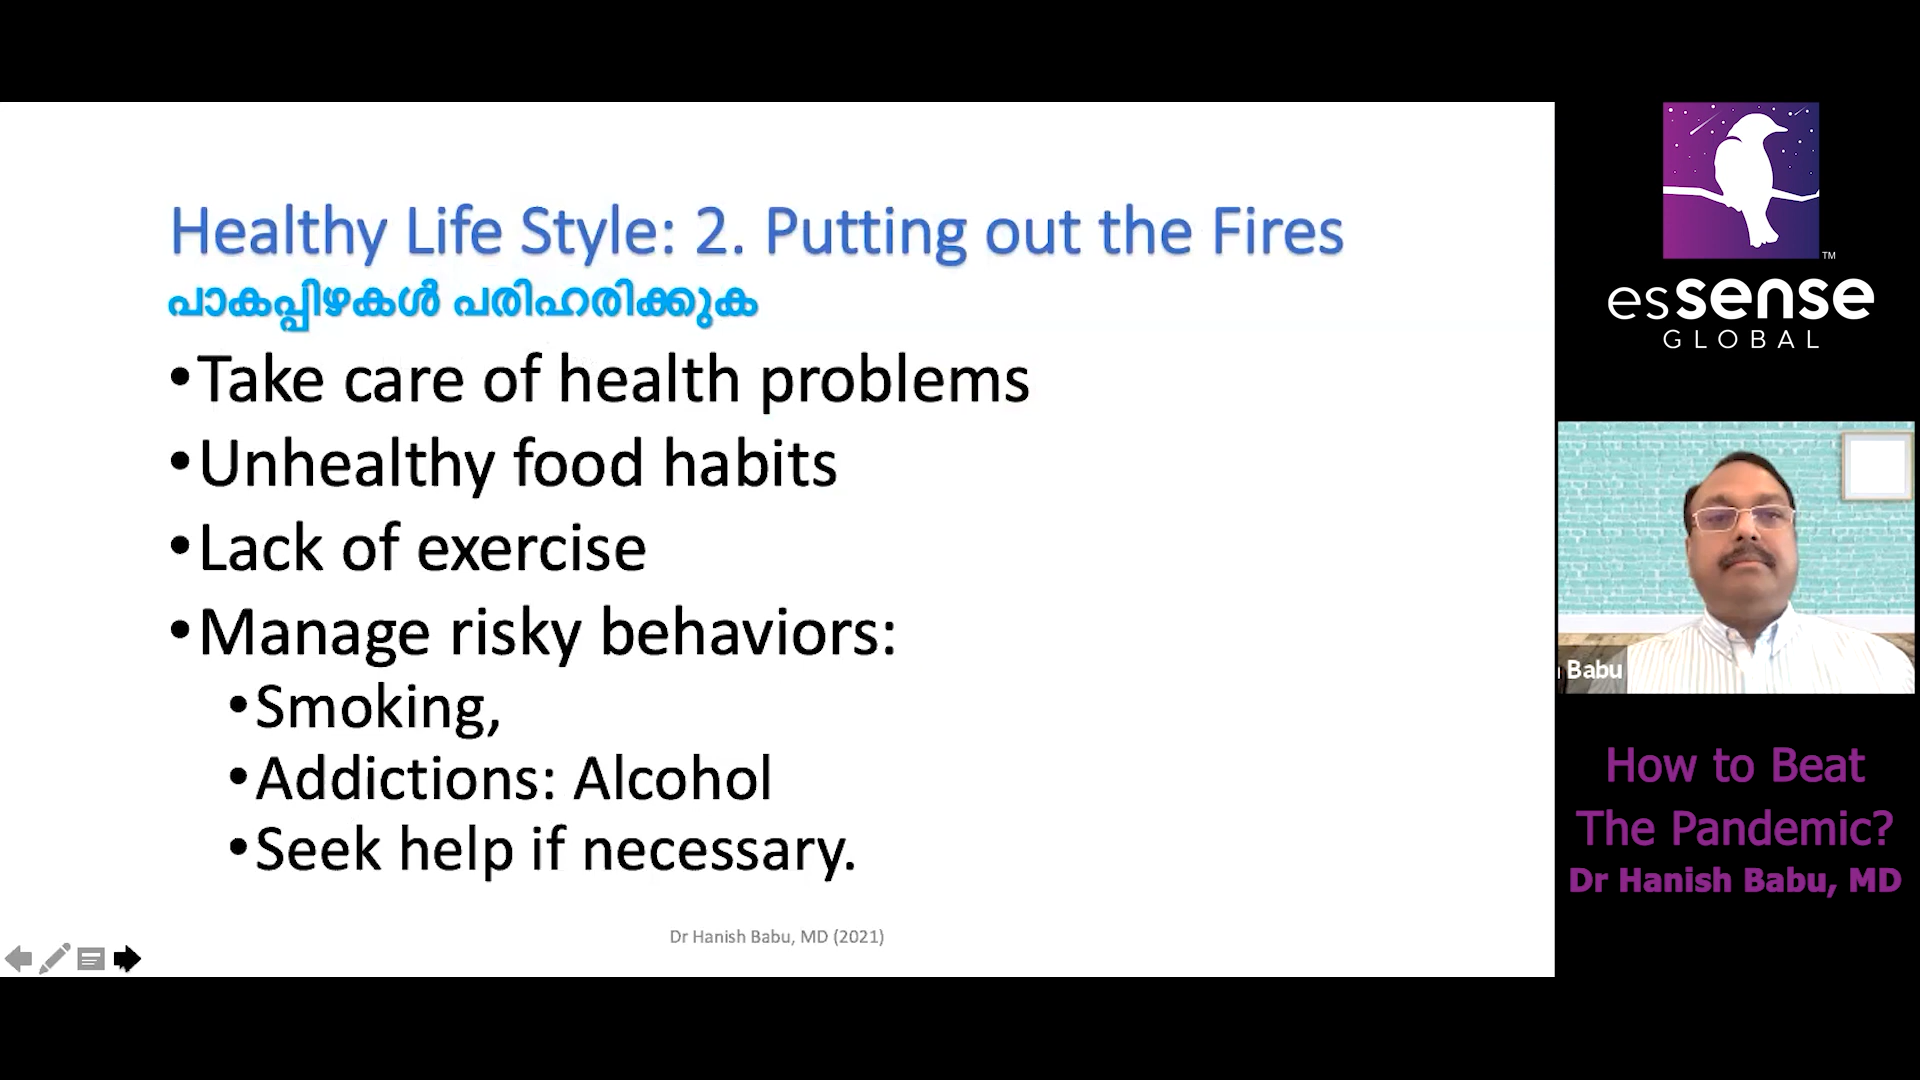 Healthy Life Style: 2. Putting out the Fires
പാകപ്പിഴകൾ പരിഹരിക്കുക
•Take care of health problems
•Unhealthy food habits
•Lack of exercise
•Manage risky behaviors:
•Smoking,
•Addictions: Alcohol
•Seek help if necessary.
Dr Hanish Babu, MD (2021)
TM
esSENSE
GLOBAL
Babu
How to Beat
The Pandemic?
Dr Hanish Babu, MD